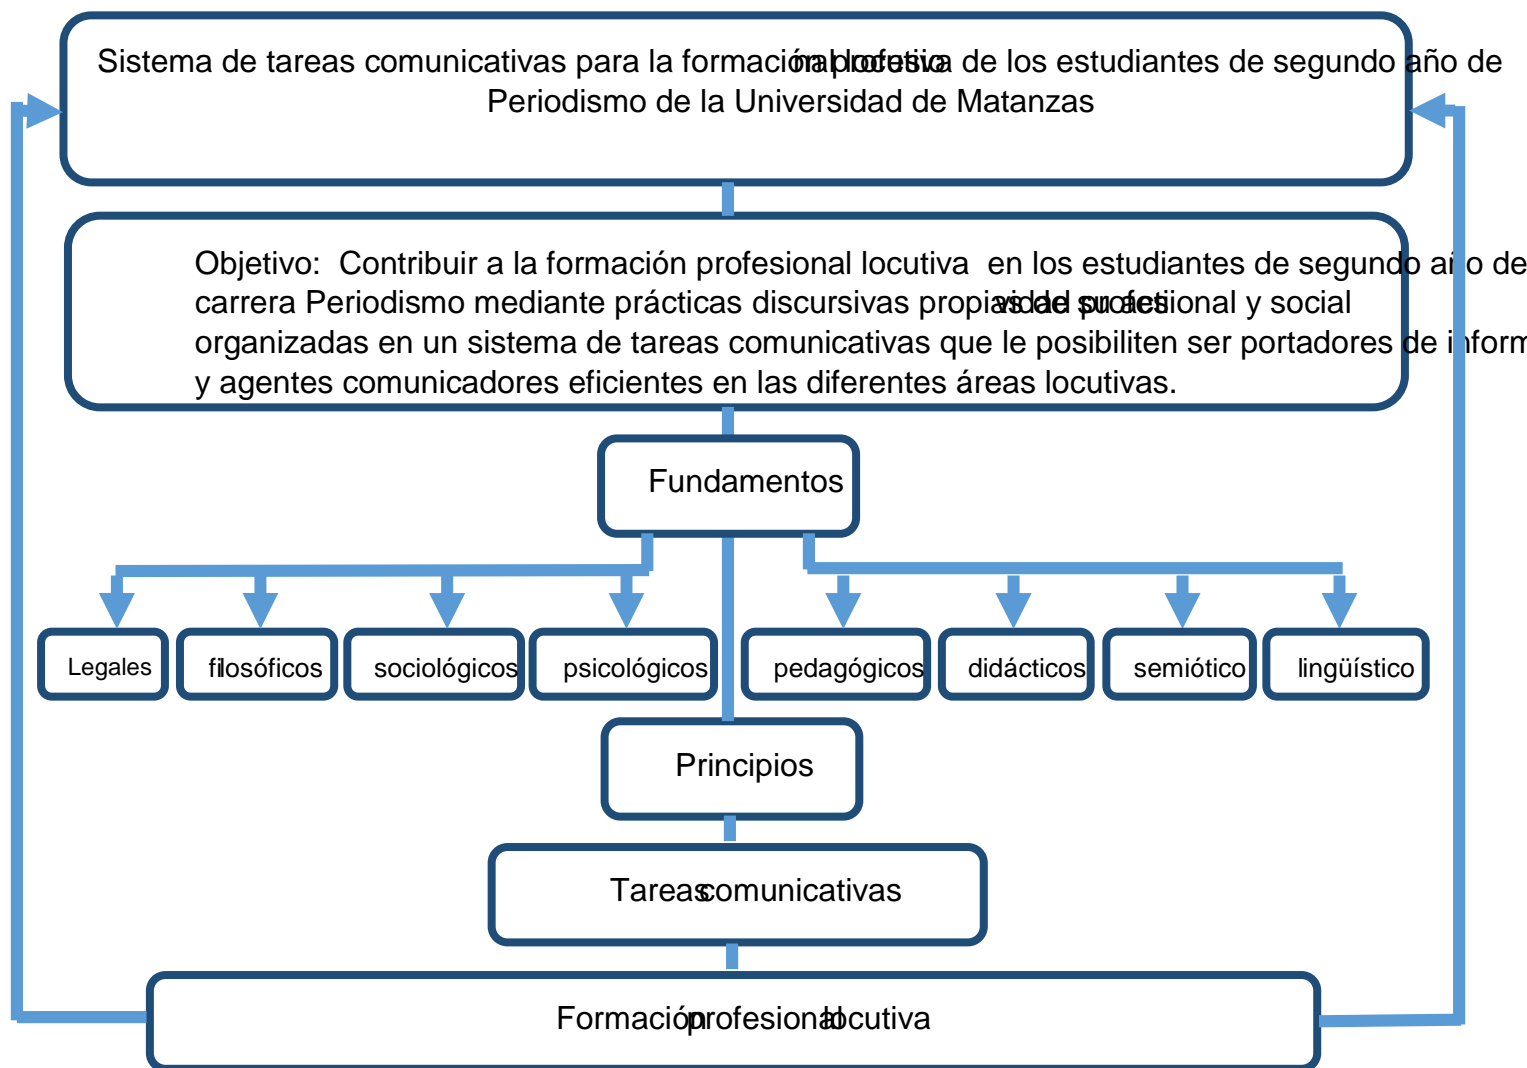 Sistema de tareas comunicativas para la formación profesional locutiva de los estudiantes de segundo año de
Periodismo de la Universidad de Matanzas
Objetivo: Contribuir a la formación profesional locutiva en los estudiantes de segundo año de
carrera Periodismo mediante prácticas discursivas propias de su actividad profesional y social
organizadas en un sistema de tareas comunicativas que le posibiliten ser portadores de inform
y agentes comunicadores eficientes en las diferentes áreas locutivas.
Fundamentos
Legales filosóficos sociológicos psicológicos pedagógicos didácticos semiótico lingüístico
Principios
Tareas comunicativas
Formación profesional locutiva